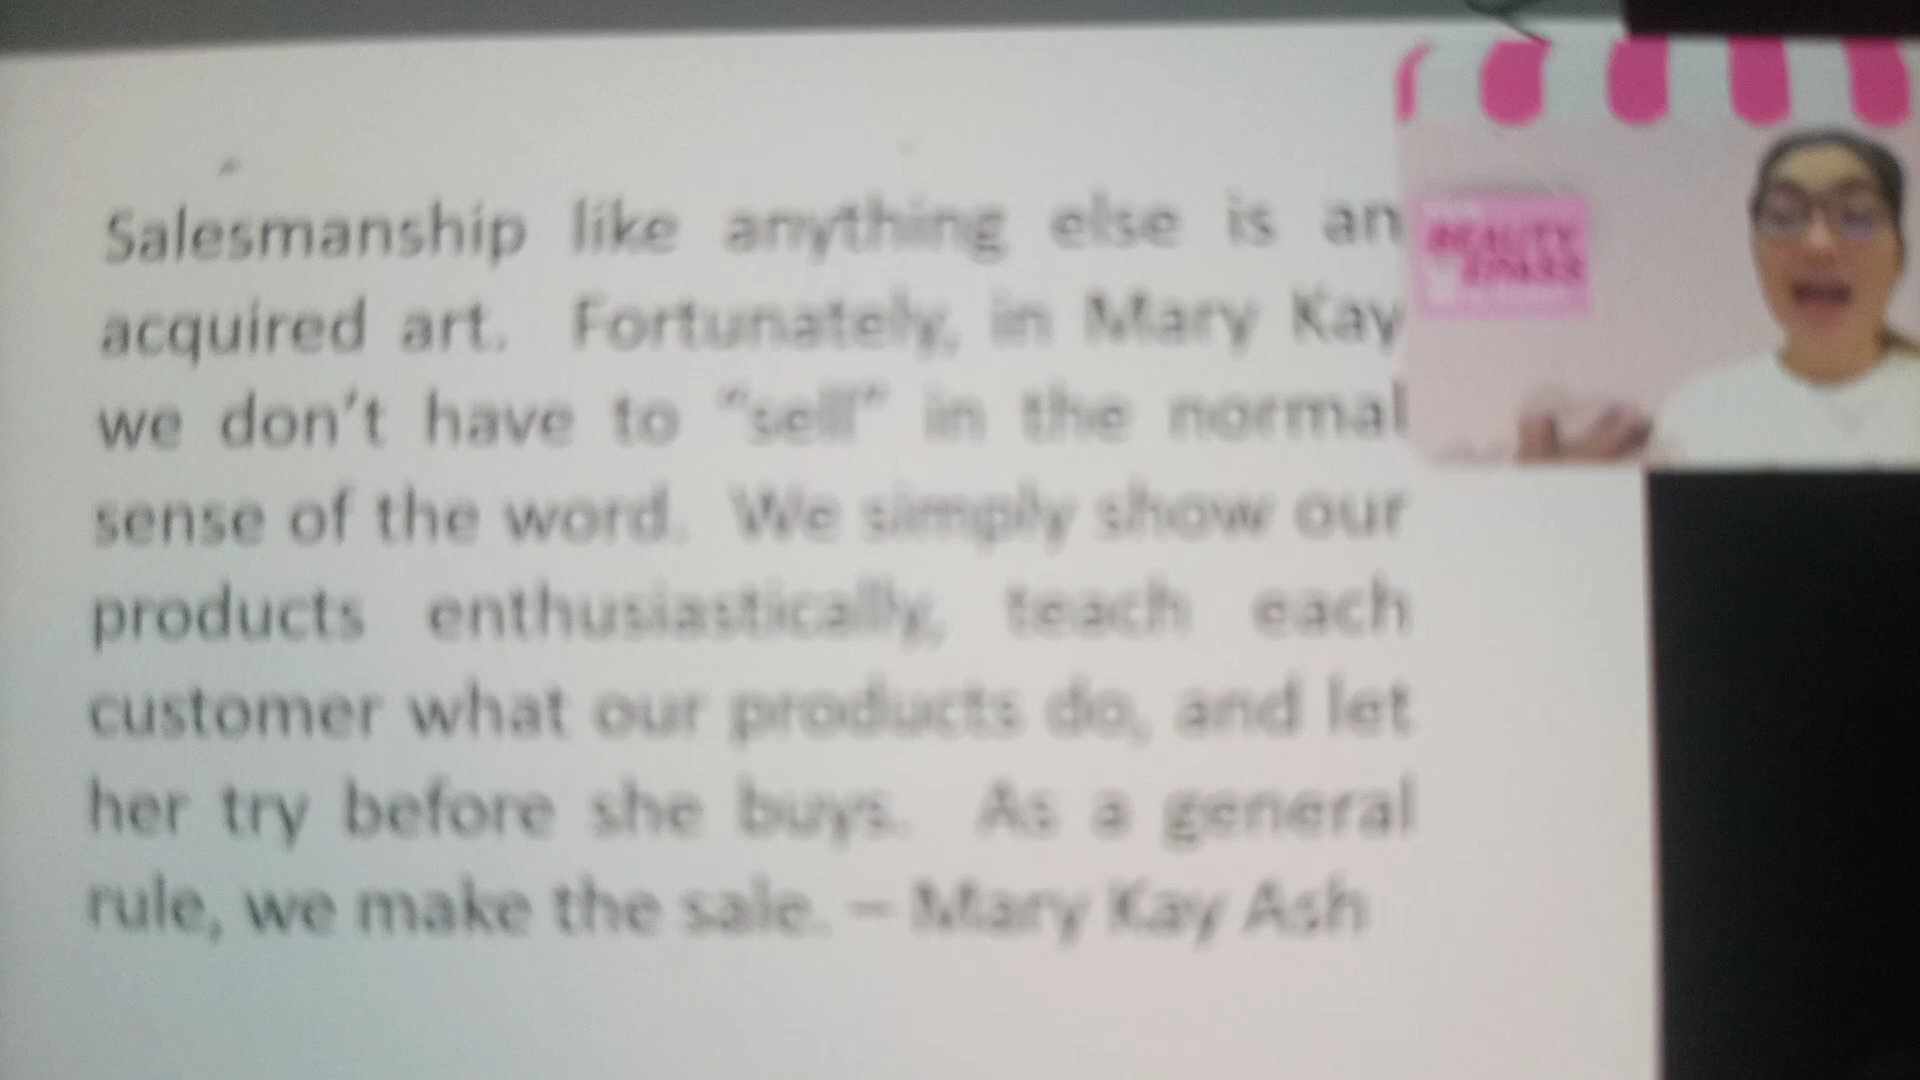 Salesmanship like anything else is an
acquired art. Fortunately, in Mary Kay
we don't have to “sell” in the normal
sense of the word. We simply show our
products enthusiastically, teach each
customer what our products do, and let
her try before she buys. As a general
rule, we make the sale. – Mary Kay Ash
BEAUTY